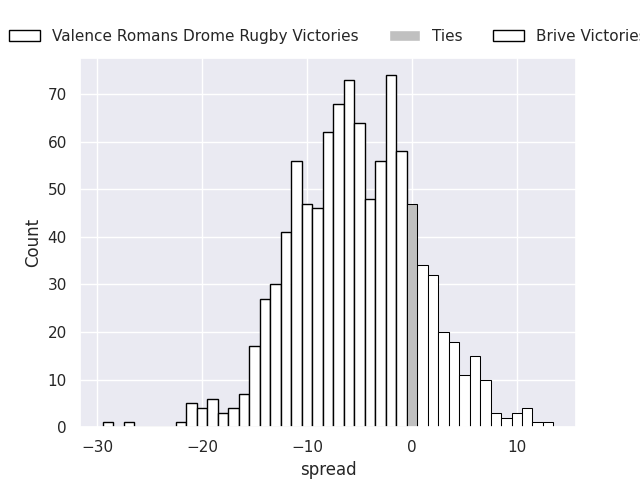 Valence Romans Drome Rugby Victories Ties Brive Victories
70
60
50
40
30
20
10
0
Count
−30 −20 −10 0 10
spread